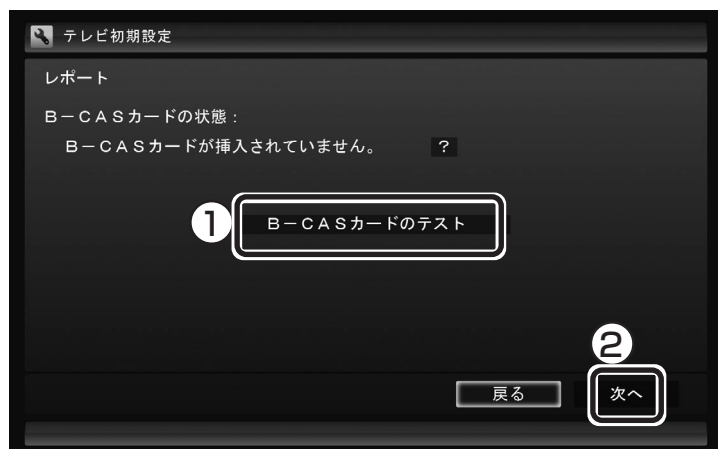 テレビ初期設定
レポート
B－CASカードの状態：
B－CASカードが挿入されていません。 ?
① B－CASカードのテスト
②
戻る 次へ